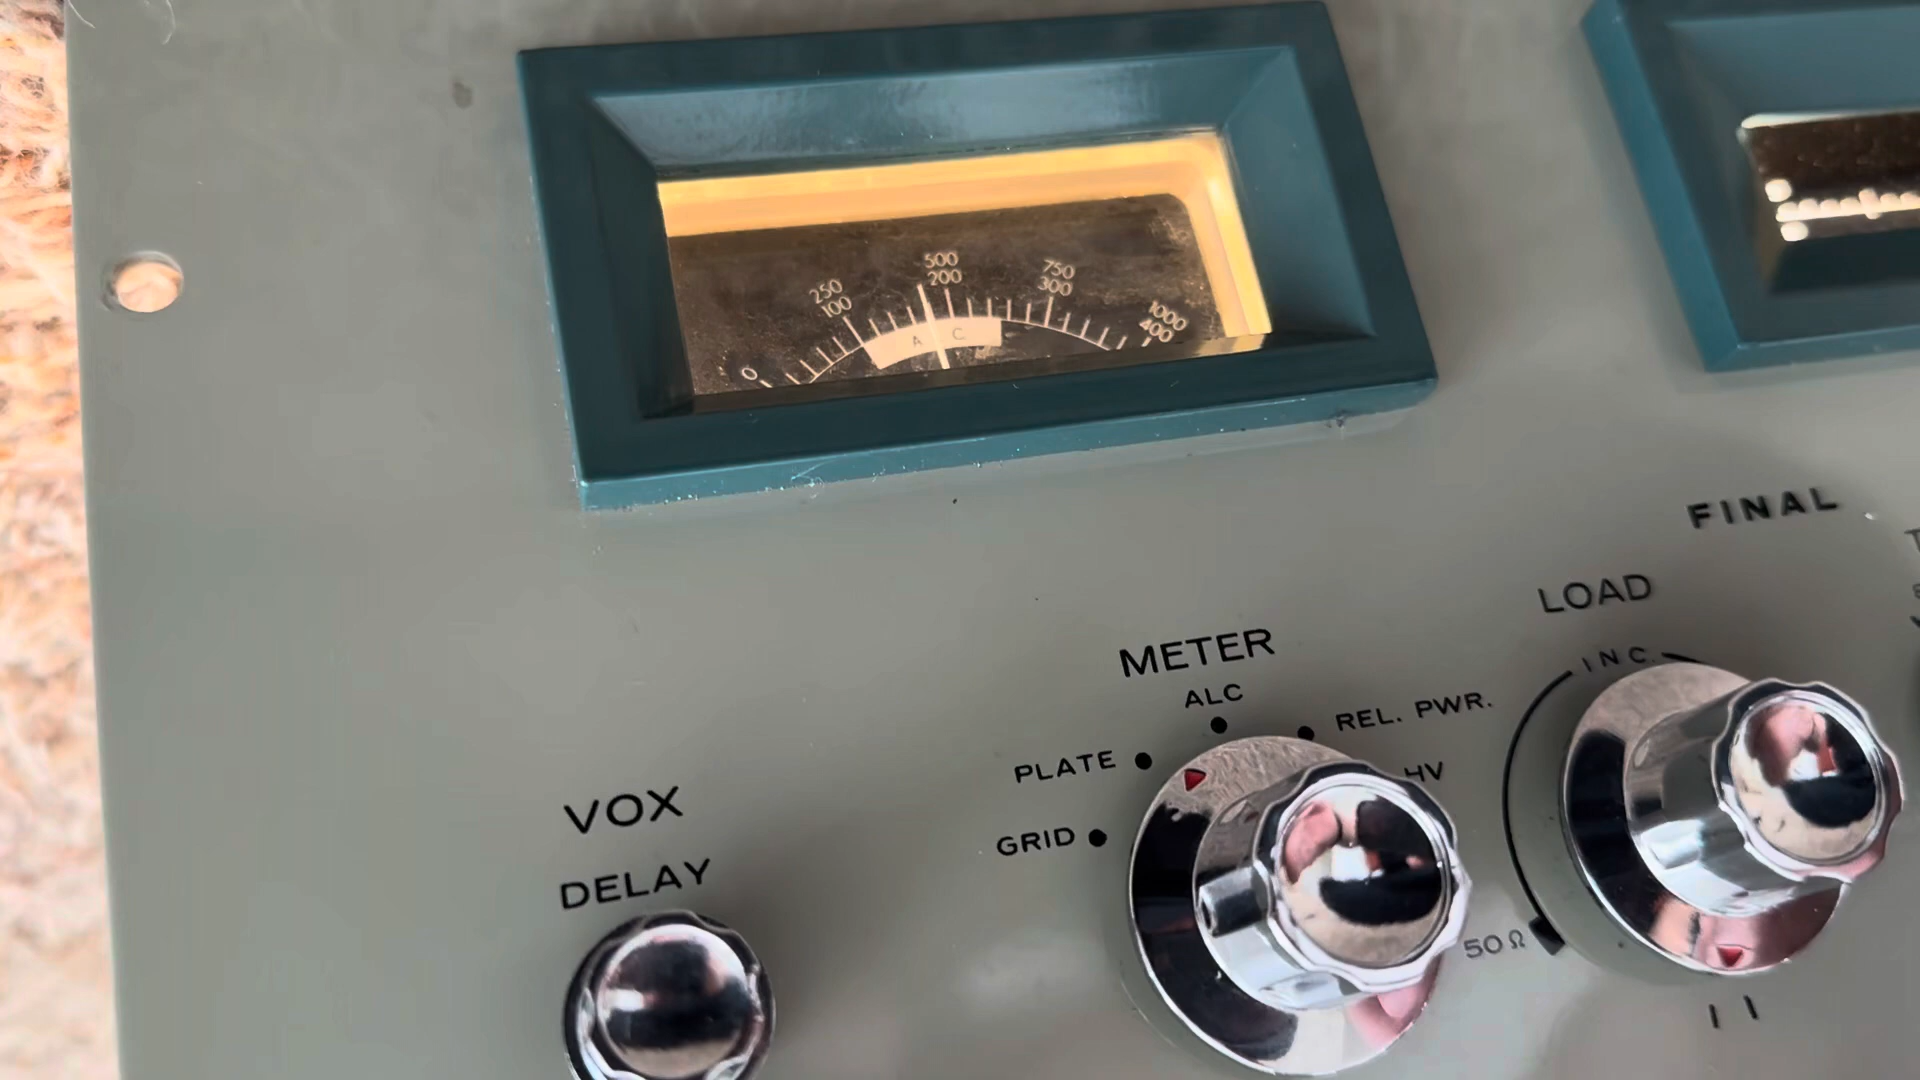 500
200
250
100
750
300
1000
400
0
A C
FINAL
LOAD
INC.
METER
ALC
REL. PWR.
PLATE
HV
GRID
VOX
DELAY
50Ω